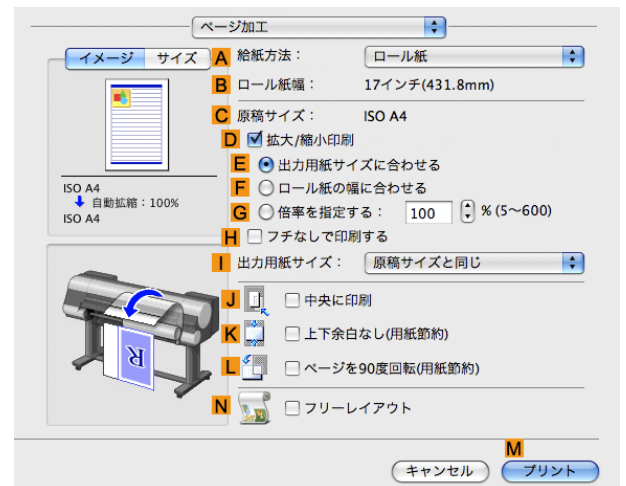 ページ加工
イメージ サイズ
A 給紙方法： ロール紙
B ロール紙幅： 17インチ(431.8mm)
C 原稿サイズ： ISO A4
D 拡大/縮小印刷
E 出力用紙サイズに合わせる
F ロール紙の幅に合わせる
G 倍率を指定する： 100 % (5～600)
H フチなしで印刷する
I 出力用紙サイズ： 原稿サイズと同じ
ISO A4
自動拡縮：100%
ISO A4
J 中央に印刷
K 上下余白なし(用紙節約)
L ページを90度回転(用紙節約)
N フリーレイアウト
R
M
キャンセル プリント